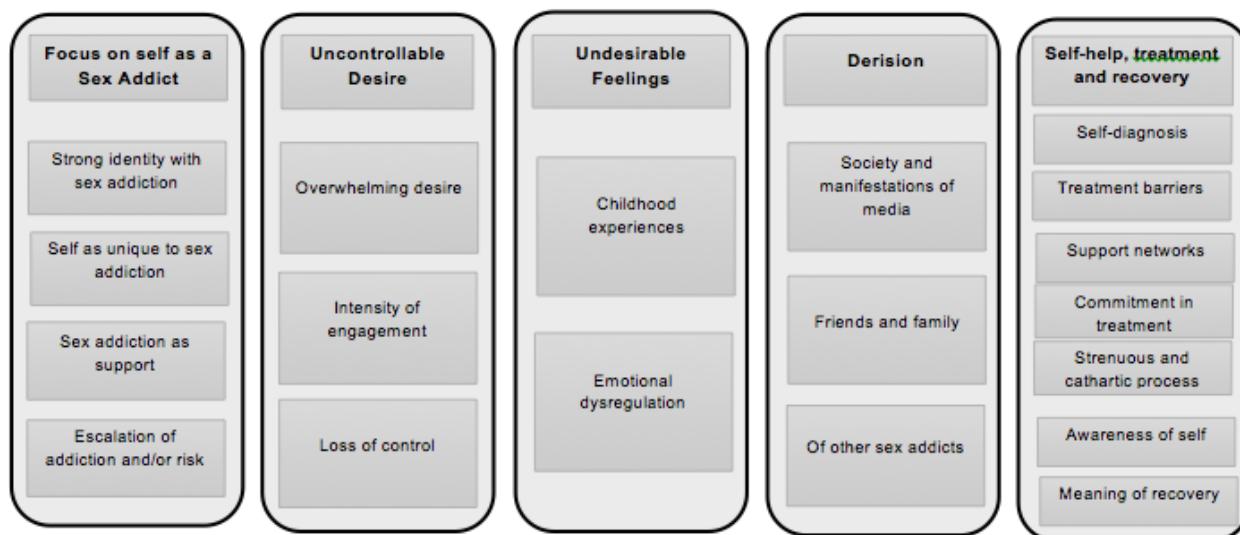 Focus on self as a
Sex Addict
Strong identity with
sex addiction
Self as unique to sex
addiction
Sex addiction as
support
Escalation of
addiction and/or risk
Uncontrollable
Desire
Overwhelming desire
Intensity of
engagement
Loss of control
Undesirable
Feelings
Childhood
experiences
Emotional
dysregulation
Derision
Society and
manifestations of
media
Friends and family
Of other sex addicts
Self-help, treatment
and recovery
Self-diagnosis
Treatment barriers
Support networks
Commitment in
treatment
Strenuous and
cathartic process
Awareness of self
Meaning of recovery